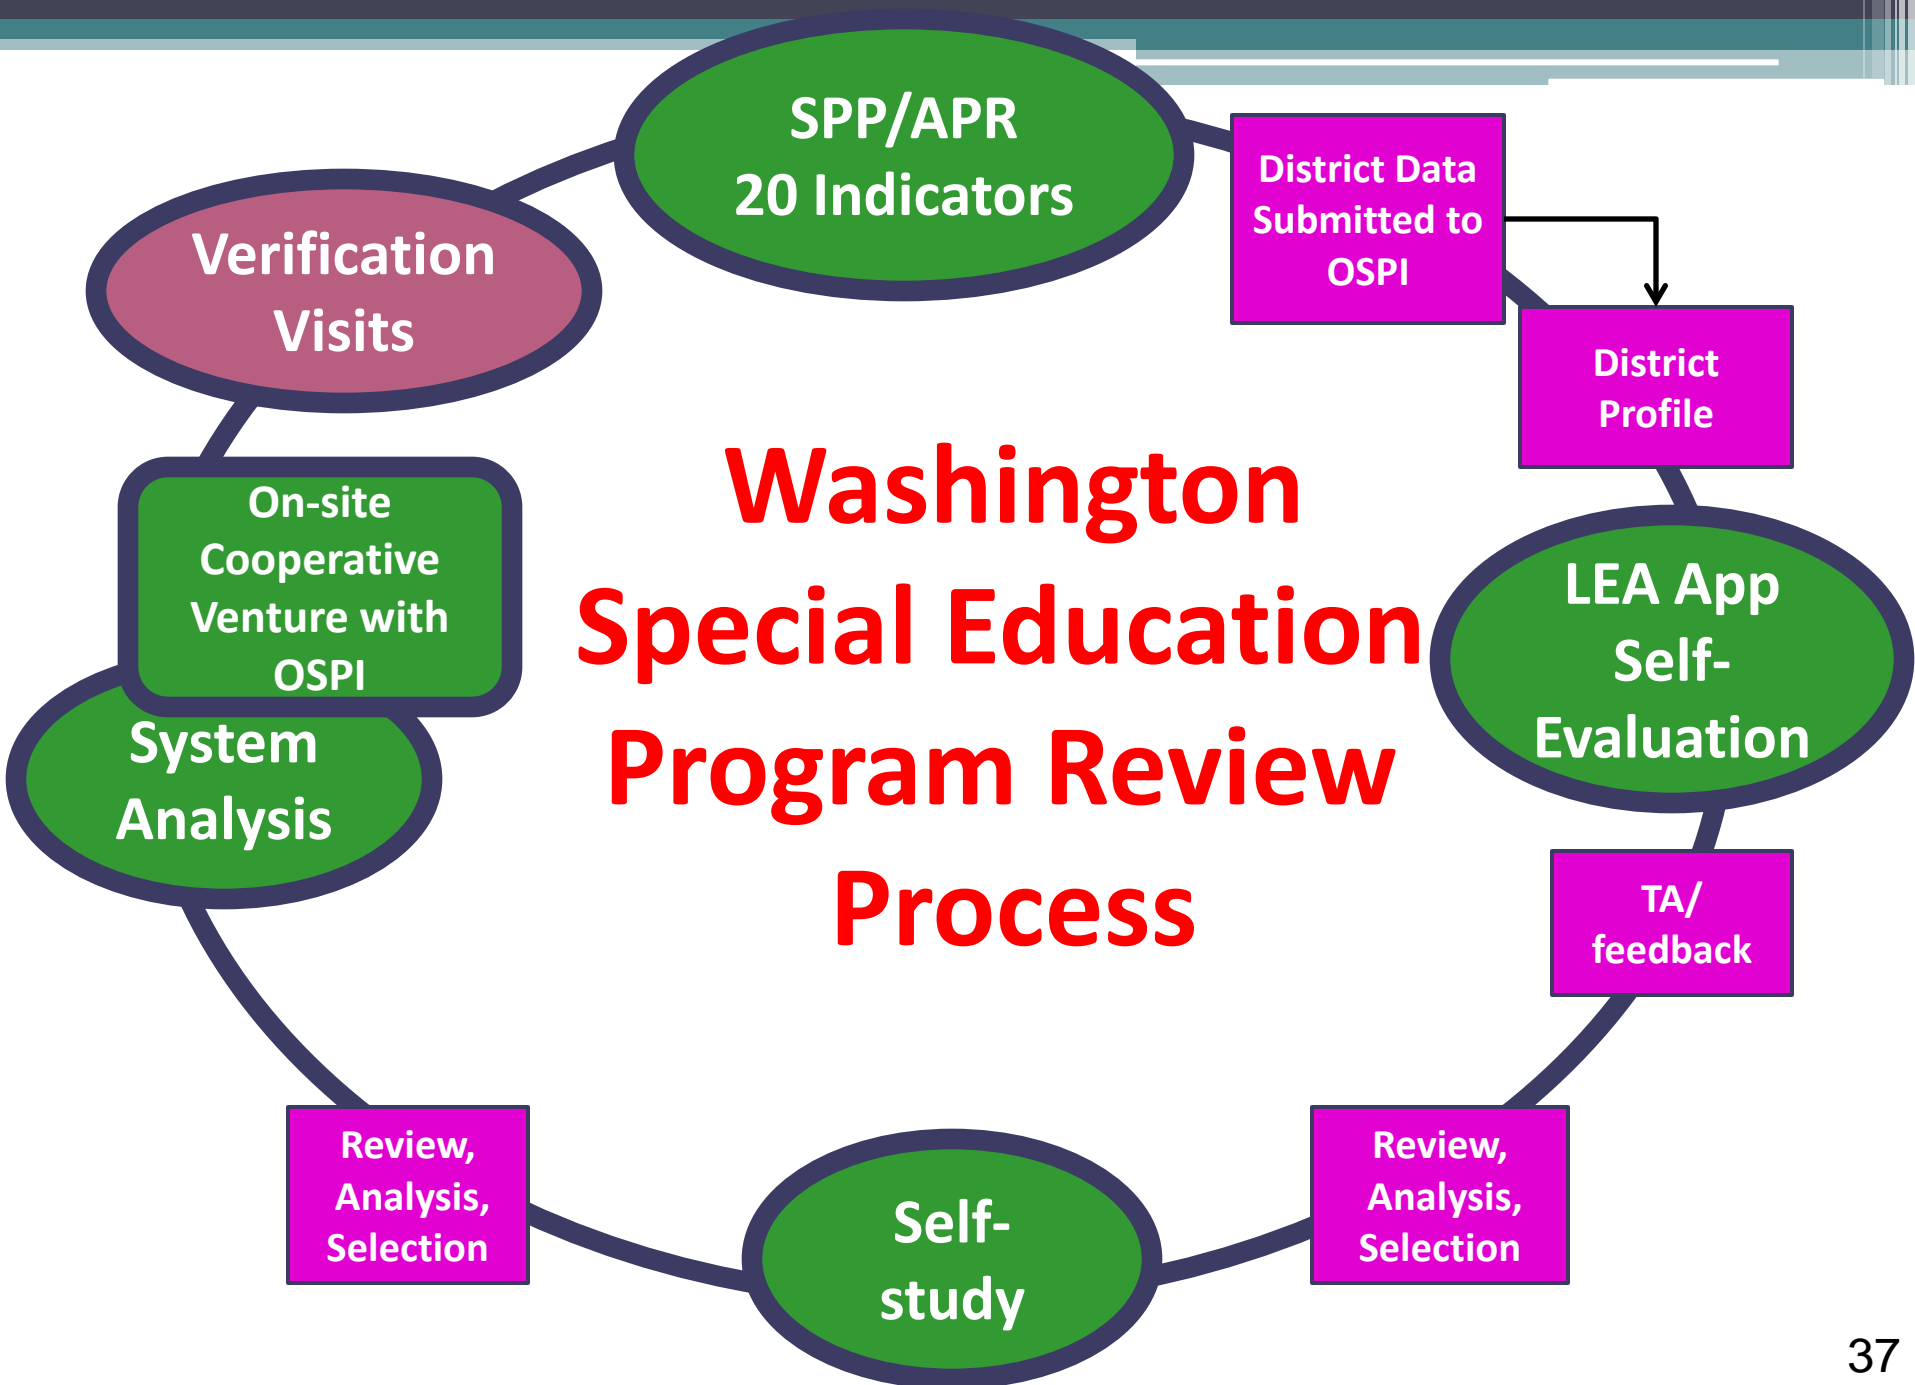 SPP/APR
20 Indicators
District Data
Submitted to
OSPI
District
Profile
LEA App
Self-
Evaluation
TA/
feedback
Review,
Analysis,
Selection
Self-
study
Review,
Analysis,
Selection
System
Analysis
On-site
Cooperative
Venture with
OSPI
Verification
Visits
Washington
Special Education
Program Review
Process
37